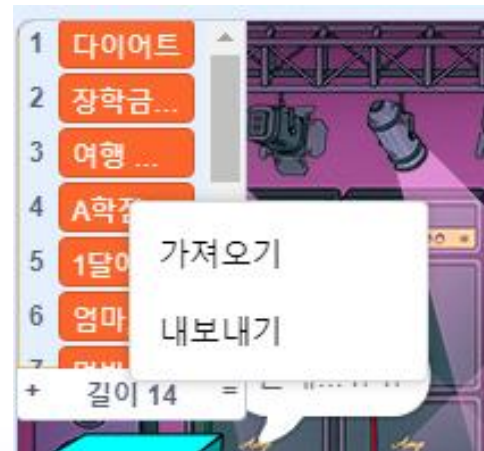 1 다이어트
2 장학금...
3 여행 ...
4 A학점
5 1달
6 엄마
7
가져오기
내보내기
+ 길이 14 =